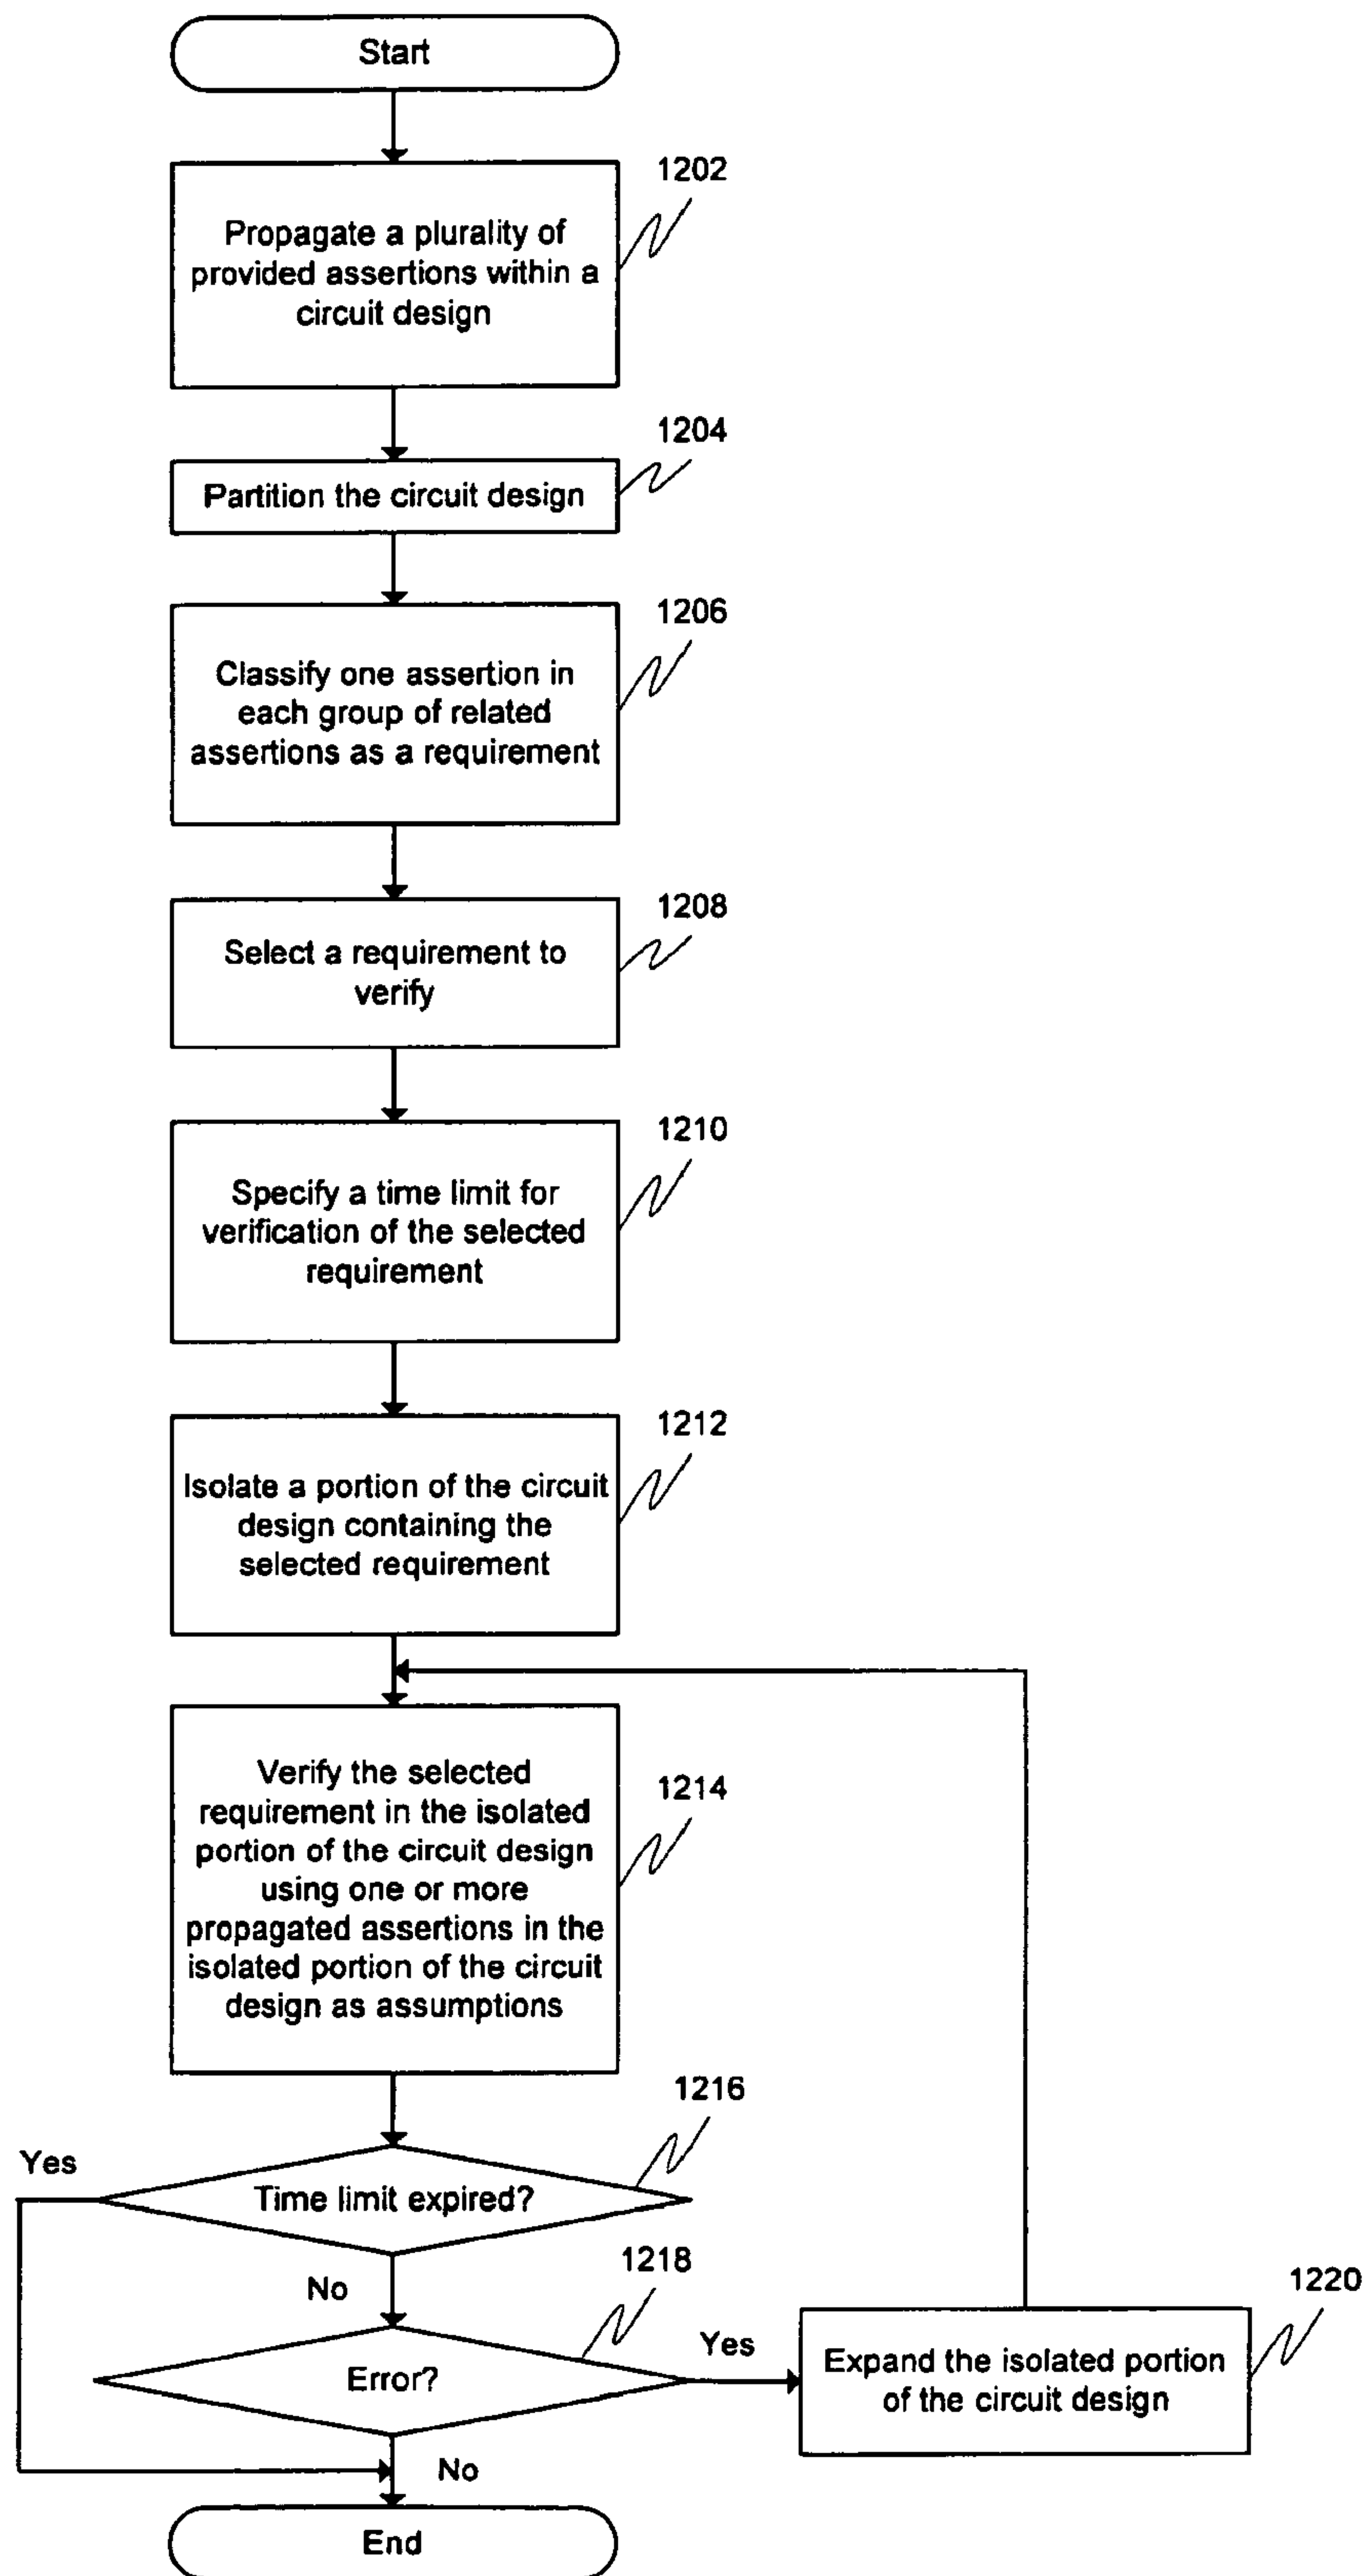 Start
1202
Propagate a plurality of
provided assertions within a
circuit design
1204
Partition the circuit design
1206
Classify one assertion in
each group of related
assertions as a requirement
1208
Select a requirement to
verify
1210
Specify a time limit for
verification of the selected
requirement
1212
Isolate a portion of the circuit
design containing the
selected requirement
1214
Verify the selected
requirement in the isolated
portion of the circuit design
using one or more
propagated assertions in the
isolated portion of the circuit
design as assumptions
1216
Yes
Time limit expired?
No
1218
Error?
Yes
1220
Expand the isolated portion
of the circuit design
No
End